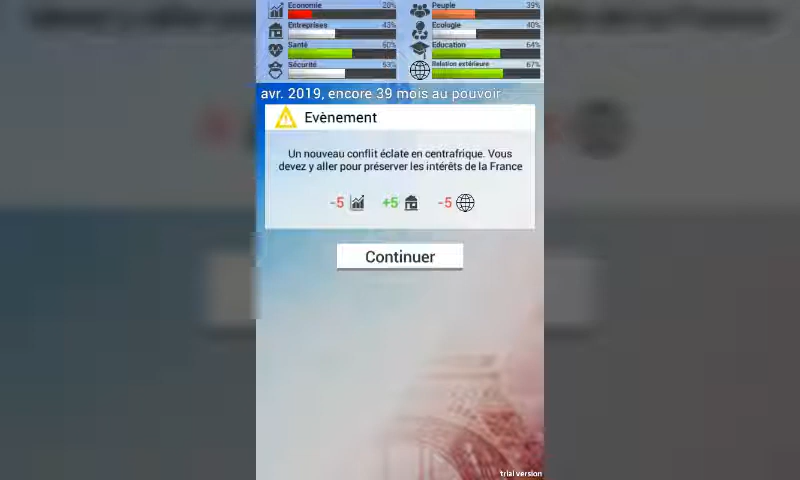 Economie 20%
Peuple 39%
Entreprises 43%
Ecologie 40%
Santé 60%
Education 64%
Sécurité 53%
Relation extérieure 67%
avr. 2019, encore 39 mois au pouvoir
Evènement
Un nouveau conflit éclate en centrafrique. Vous
devez y aller pour préserver les intérêts de la France
-5 +5 -5
Continuer
trial version